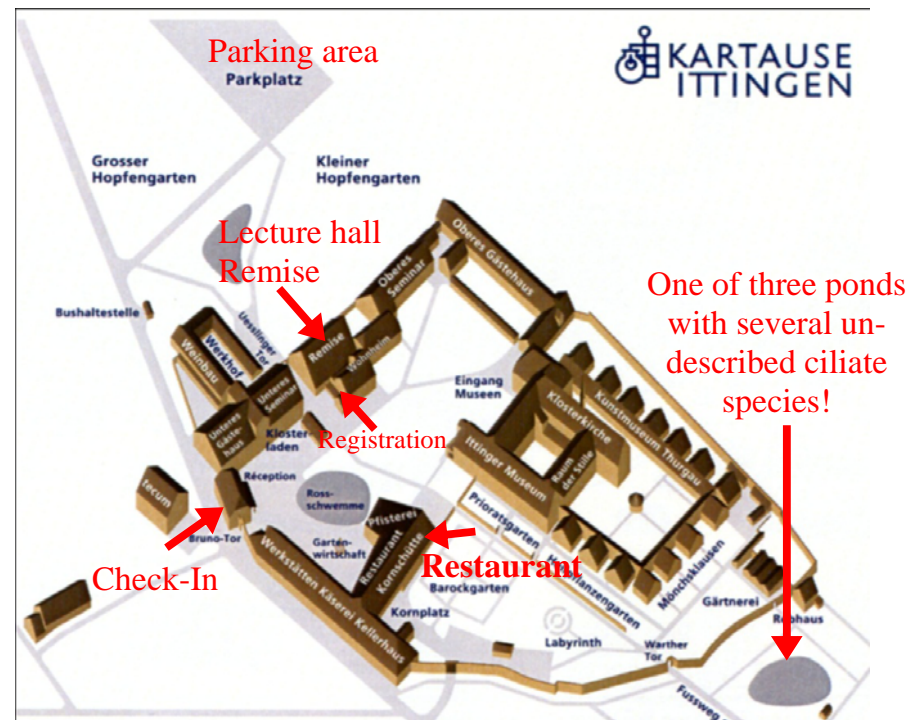 Parking area
Parkplatz
KARTAUSE
ITTINGEN
Grosser
Hopfengarten
Kleiner
Hopfengarten
Lecture hall
Remise
Oberes Gästehaus
Oberes
Seminar
One of three ponds
with several un-
described ciliate
species!
Bushaltestelle
Uesslinger
Tor
Werkhof
Weinbau
Remise
Wohnheim
Unteres
Seminar
Eingang
Museen
Klosterkirche
Kunstmuseum Thurgau
Unteres
Gäste-
haus
Kloster-
laden
Registration
Ittinger Museum
Raum
der Stille
Réception
tecum
Ross-
schwemme
Pfisterei
Prioratsgarten
Bruno-Tor
Garten-
wirtschaft
Restaurant
Kornschütte
Restaurant
Check-In
Werkstätten Käserei Kellerhaus
Barockgarten
Mönchsklausen
Gärtnerei
Kornplatz
Labyrinth
Warther
Tor
Fussweg